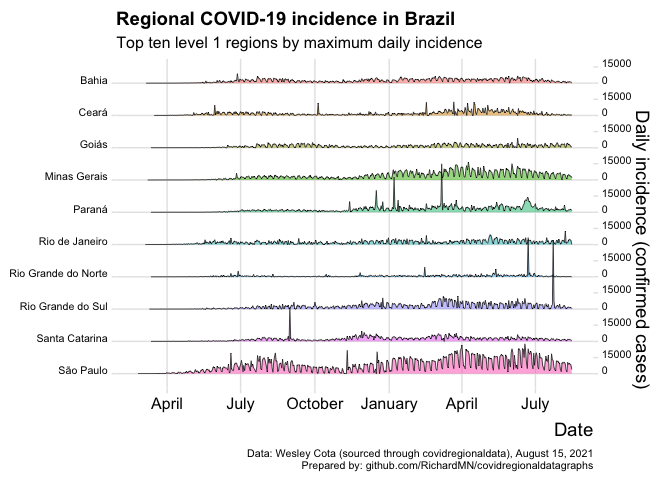 Regional COVID-19 incidence in Brazil
Top ten level 1 regions by maximum daily incidence
Bahia
15000
0
Ceará
15000
0
Goiás
15000
0
Minas Gerais
15000
0
Paraná
15000
0
Rio de Janeiro
15000
0
Rio Grande do Norte
15000
0
Rio Grande do Sul
15000
0
Santa Catarina
15000
0
São Paulo
15000
0
Daily incidence (confirmed cases)
April July October January April July
Date
Data: Wesley Cota (sourced through covidregionaldata), August 15, 2021
Prepared by: github.com/RichardMN/covidregionaldatagraphs